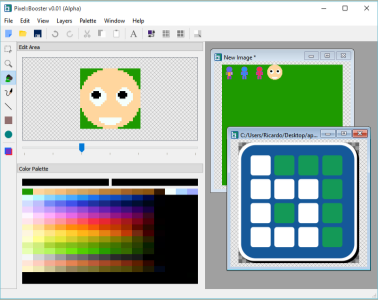 PixelsBooster v0.01 (Alpha)
File Edit View Layers Palette Window Help
Edit Area
New Image *
C:/Users/Ricardo/Desktop/ap...
Color Palette